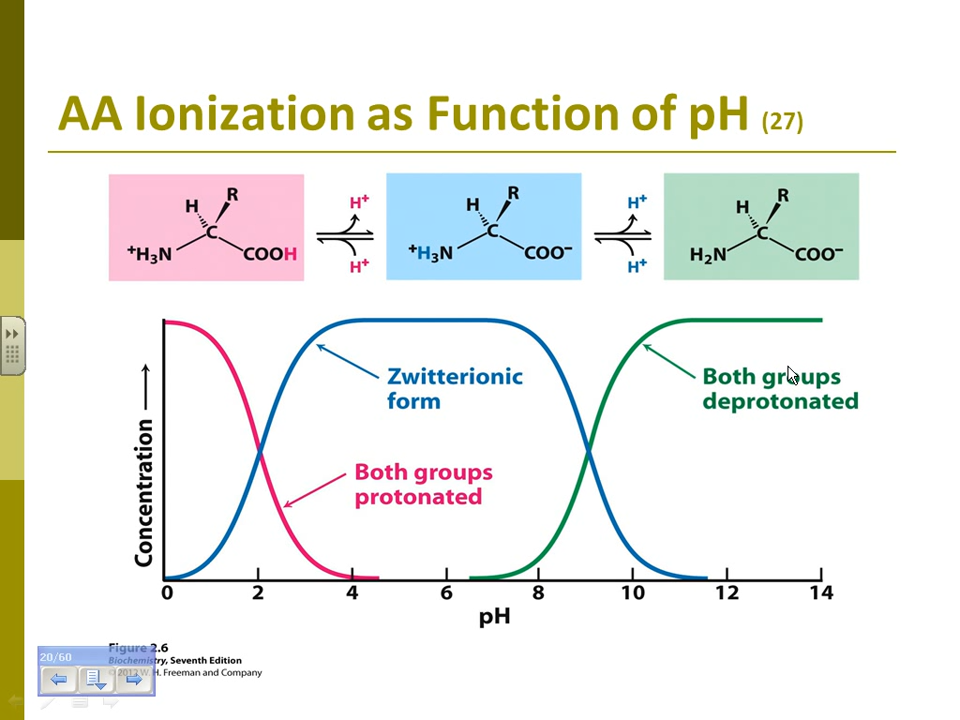 AA Ionization as Function of pH (27)
H R
C
⁺H₃N COOH
H⁺
H⁺
H R
C
⁺H₃N COO⁻
H⁺
H⁺
H R
C
H₂N COO⁻
Concentration
Zwitterionic
form
Both groups
protonated
Both groups
deprotonated
0 2 4 6 8 10 12 14
pH
Figure 2.6
Biochemistry, Seventh Edition
W. H. Freeman and Company
20/60